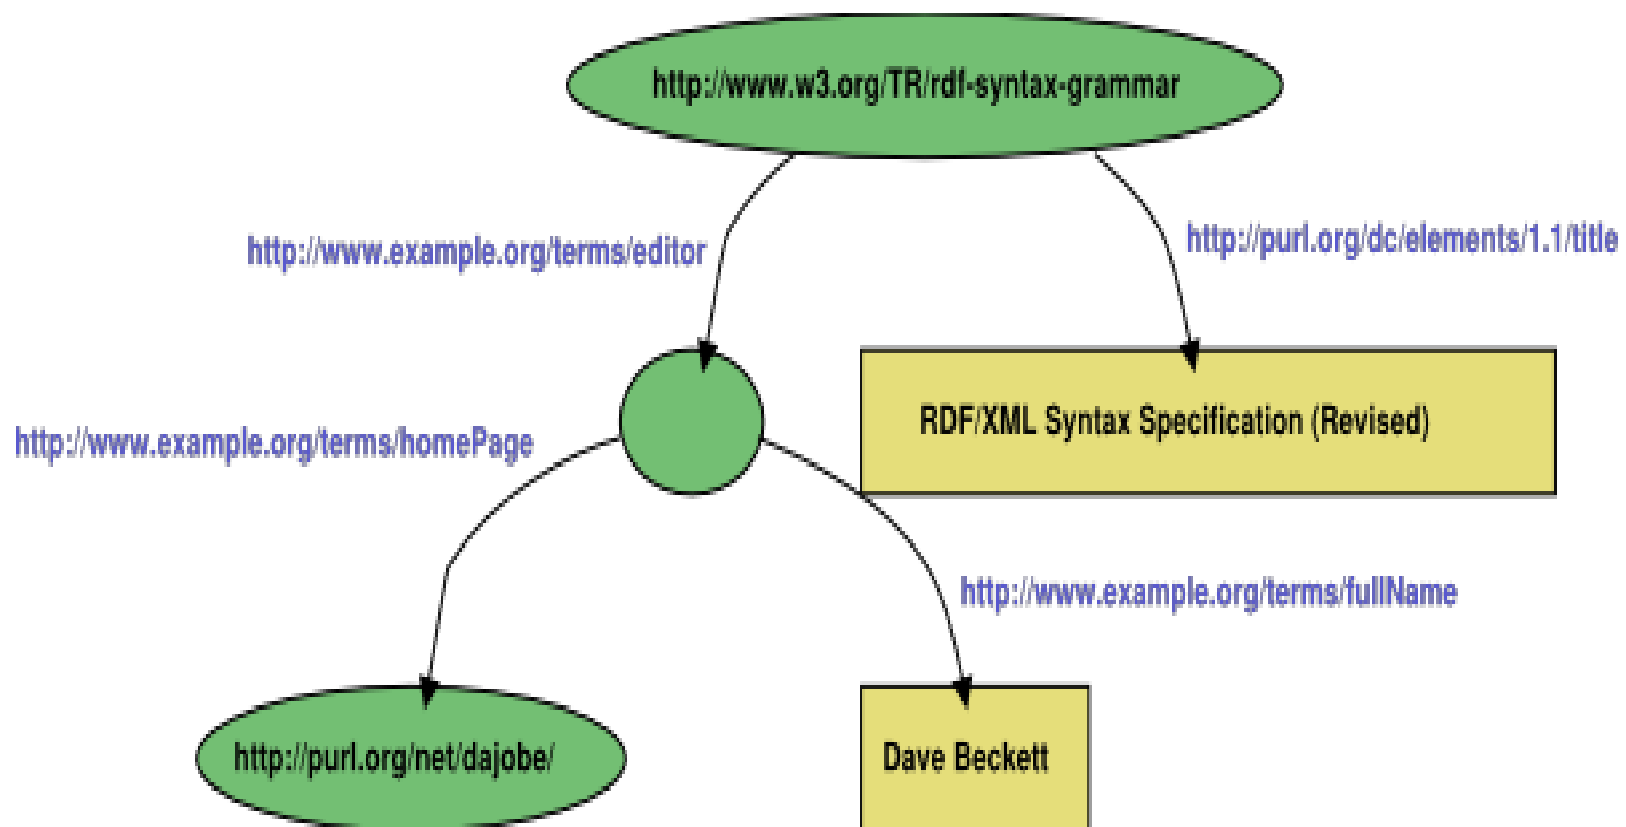 http://www.w3.org/TR/rdf-syntax-grammar
http://www.example.org/terms/editor
http://purl.org/dc/elements/1.1/title
RDF/XML Syntax Specification (Revised)
http://www.example.org/terms/homePage
http://www.example.org/terms/fullName
http://purl.org/net/dajobe/
Dave Beckett